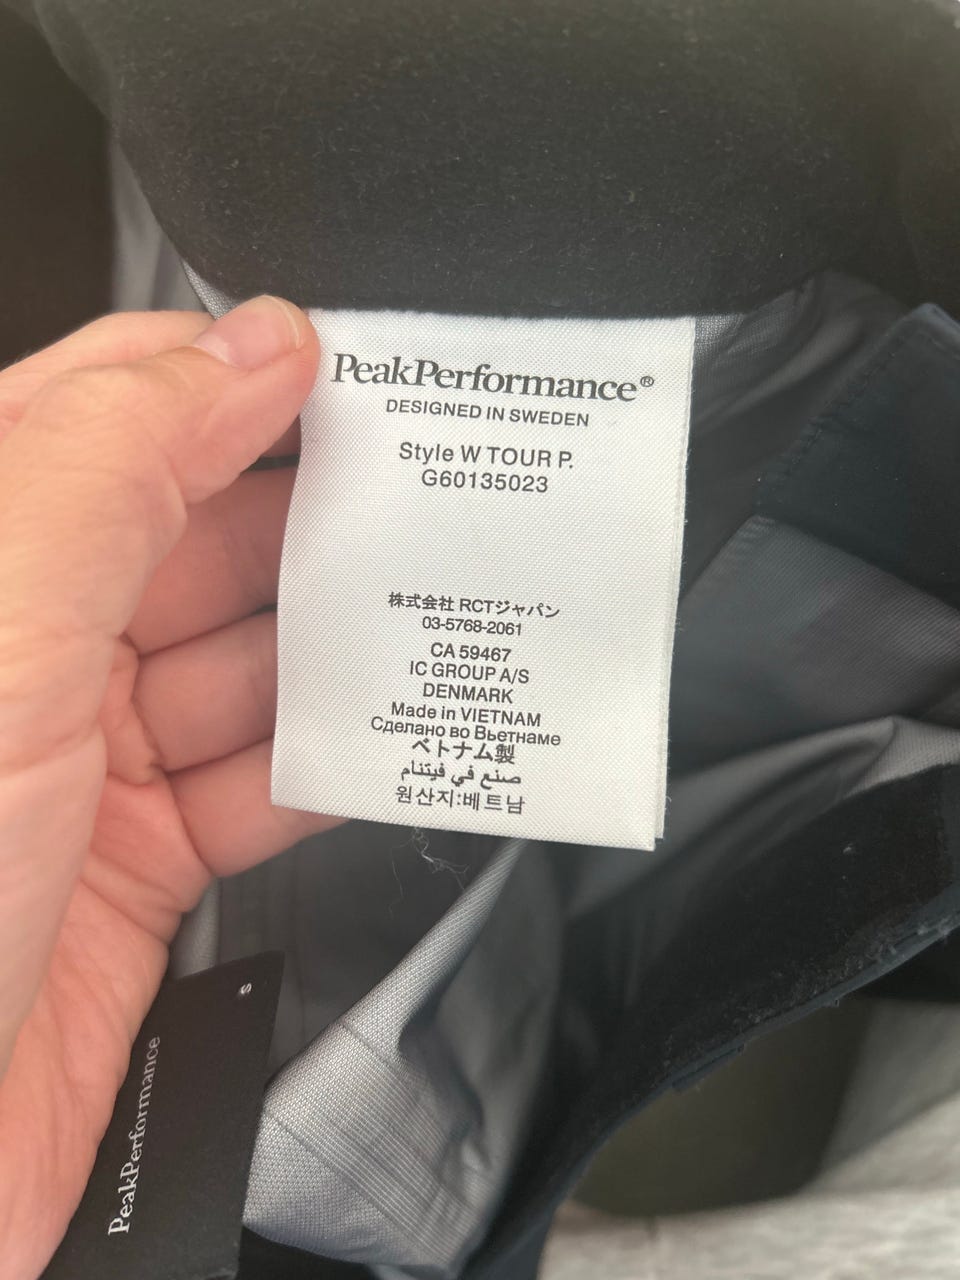 PeakPerformance®
DESIGNED IN SWEDEN
Style W TOUR P.
G60135023
株式会社 RCTジャパン
03-5768-2061
CA 59467
IC GROUP A/S
DENMARK
Made in VIETNAM
Сделано во Вьетнаме
ベトナム製
صنع في فيتنام
원산지:베트남
S
PeakPerformance